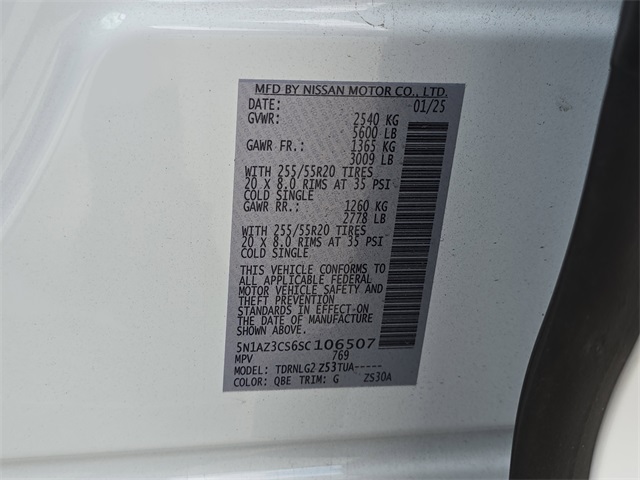 MFD BY NISSAN MOTOR CO., LTD.
DATE: 01/25
GVWR: 2540 KG
5600 LB
GAWR FR.: 1365 KG
3009 LB
WITH 255/55R20 TIRES
20 X 8.0 RIMS AT 35 PSI
COLD SINGLE
GAWR RR.: 1260 KG
2778 LB
WITH 255/55R20 TIRES
20 X 8.0 RIMS AT 35 PSI
COLD SINGLE
THIS VEHICLE CONFORMS TO
ALL APPLICABLE FEDERAL
MOTOR VEHICLE SAFETY AND
THEFT PREVENTION
STANDARDS IN EFFECT ON
THE DATE OF MANUFACTURE
SHOWN ABOVE.
5N1AZ3CS6SC106507
MPV 769
MODEL: TDRNLG2 Z53TUA-----
COLOR: QBE TRIM: G ZS30A